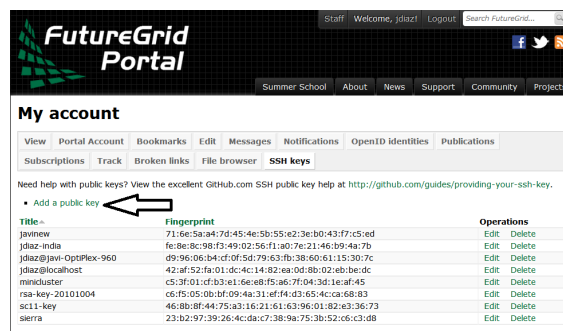 Staff Welcome, jdiaz! Logout Search FutureGrid...
FutureGrid
Portal
Summer School About News Support Community Projects
My account
View Portal Account Bookmarks Edit Messages Notifications OpenID identities Publications
Subscriptions Track Broken links File browser SSH keys
Need help with public keys? View the excellent GitHub.com SSH public key help at http://github.com/guides/providing-your-ssh-key.
Add a public key
Title Fingerprint Operations
javinew 71:6e:5a:a4:7d:45:4e:5b:55:e2:3e:b0:43:f7:c5:ed Edit Delete
jdiaz-india fe:8e:8c:98:f3:49:02:56:f1:a0:7e:21:46:b9:4a:7b Edit Delete
jdiaz@javi-OptiPlex-960 d9:96:06:b4:cf:0f:5d:79:63:fb:38:60:61:15:30:7c Edit Delete
jdiaz@localhost 42:af:52:fa:01:dc:4c:14:82:ea:0d:8b:02:eb:be:dc Edit Delete
minicluster c5:3f:01:cf:b3:e1:6e:e8:f5:a6:7f:04:3d:1e:af:45 Edit Delete
rsa-key-20101004 c6:f5:05:0b:bf:09:4a:31:ef:f4:d3:65:4c:ca:68:83 Edit Delete
sc11-key 46:8b:8f:44:75:a3:16:21:61:63:96:01:82:e3:36:73 Edit Delete
sierra 23:b2:97:39:26:4c:da:c7:38:9a:75:3b:52:c6:c3:d8 Edit Delete